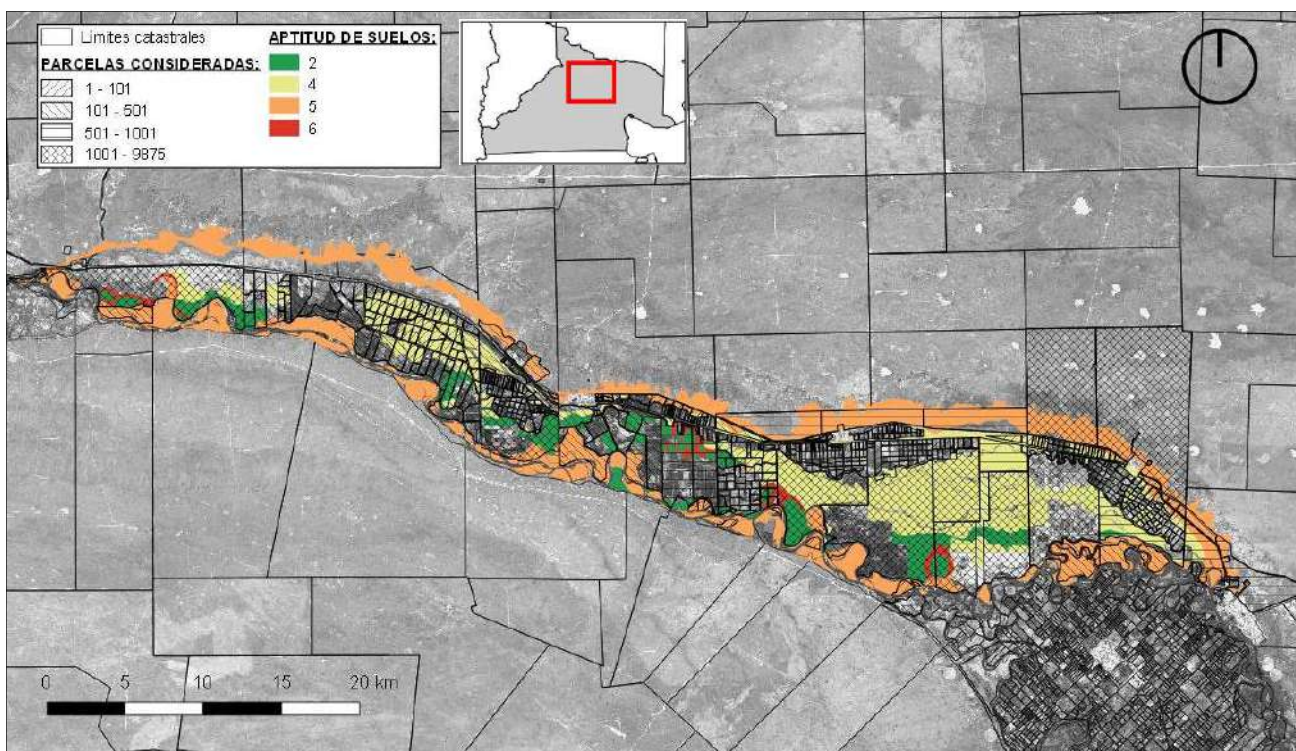 Límites catastrales
PARCELAS CONSIDERADAS:
1 - 101
101 - 501
501 - 1001
1001 - 9875
APTITUD DE SUELOS:
2
4
5
6
0 5 10 15 20 km